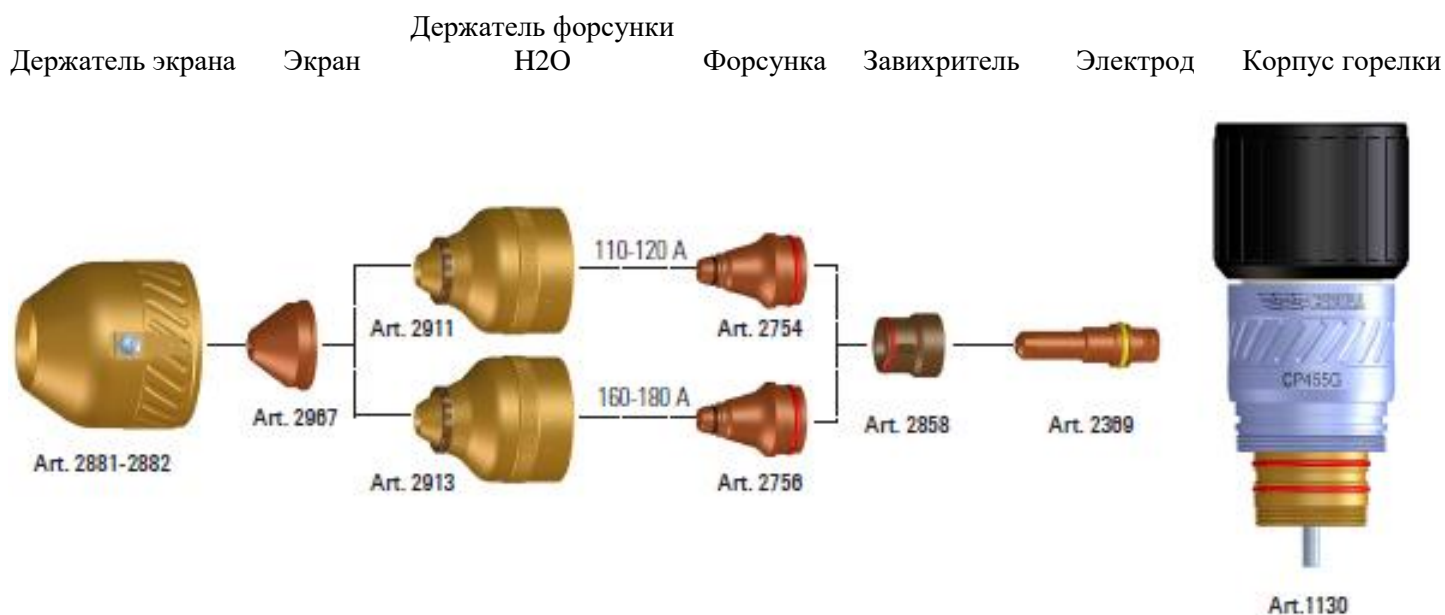 Держатель форсунки
Держатель экрана Экран H2O Форсунка Завихритель Электрод Корпус горелки
110-120 A
Art. 2911
Art. 2754
CP455G
160-180 A
Art. 2967
Art. 2858
Art. 2369
Art. 2881-2882
Art. 2913
Art. 2756
Art.1130